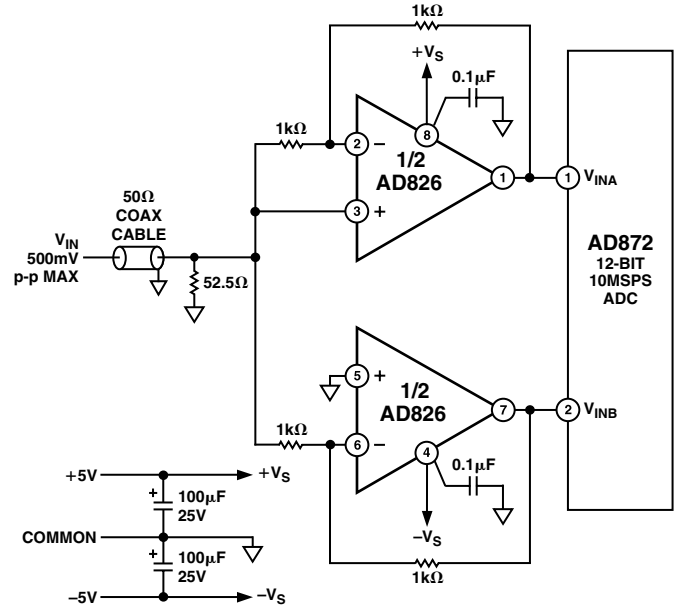 1kΩ
+VS
0.1µF
1kΩ
2
–
8
1/2
AD826
1
1
VINA
3
+
50Ω
COAX
CABLE
VIN
500mV
p-p MAX
52.5Ω
AD872
12-BIT
10MSPS
ADC
5
+
1/2
AD826
7
2
VINB
1kΩ
6
–
4
0.1µF
–VS
1kΩ
+5V
+VS
+
100µF
25V
COMMON
+
100µF
25V
–5V
–VS